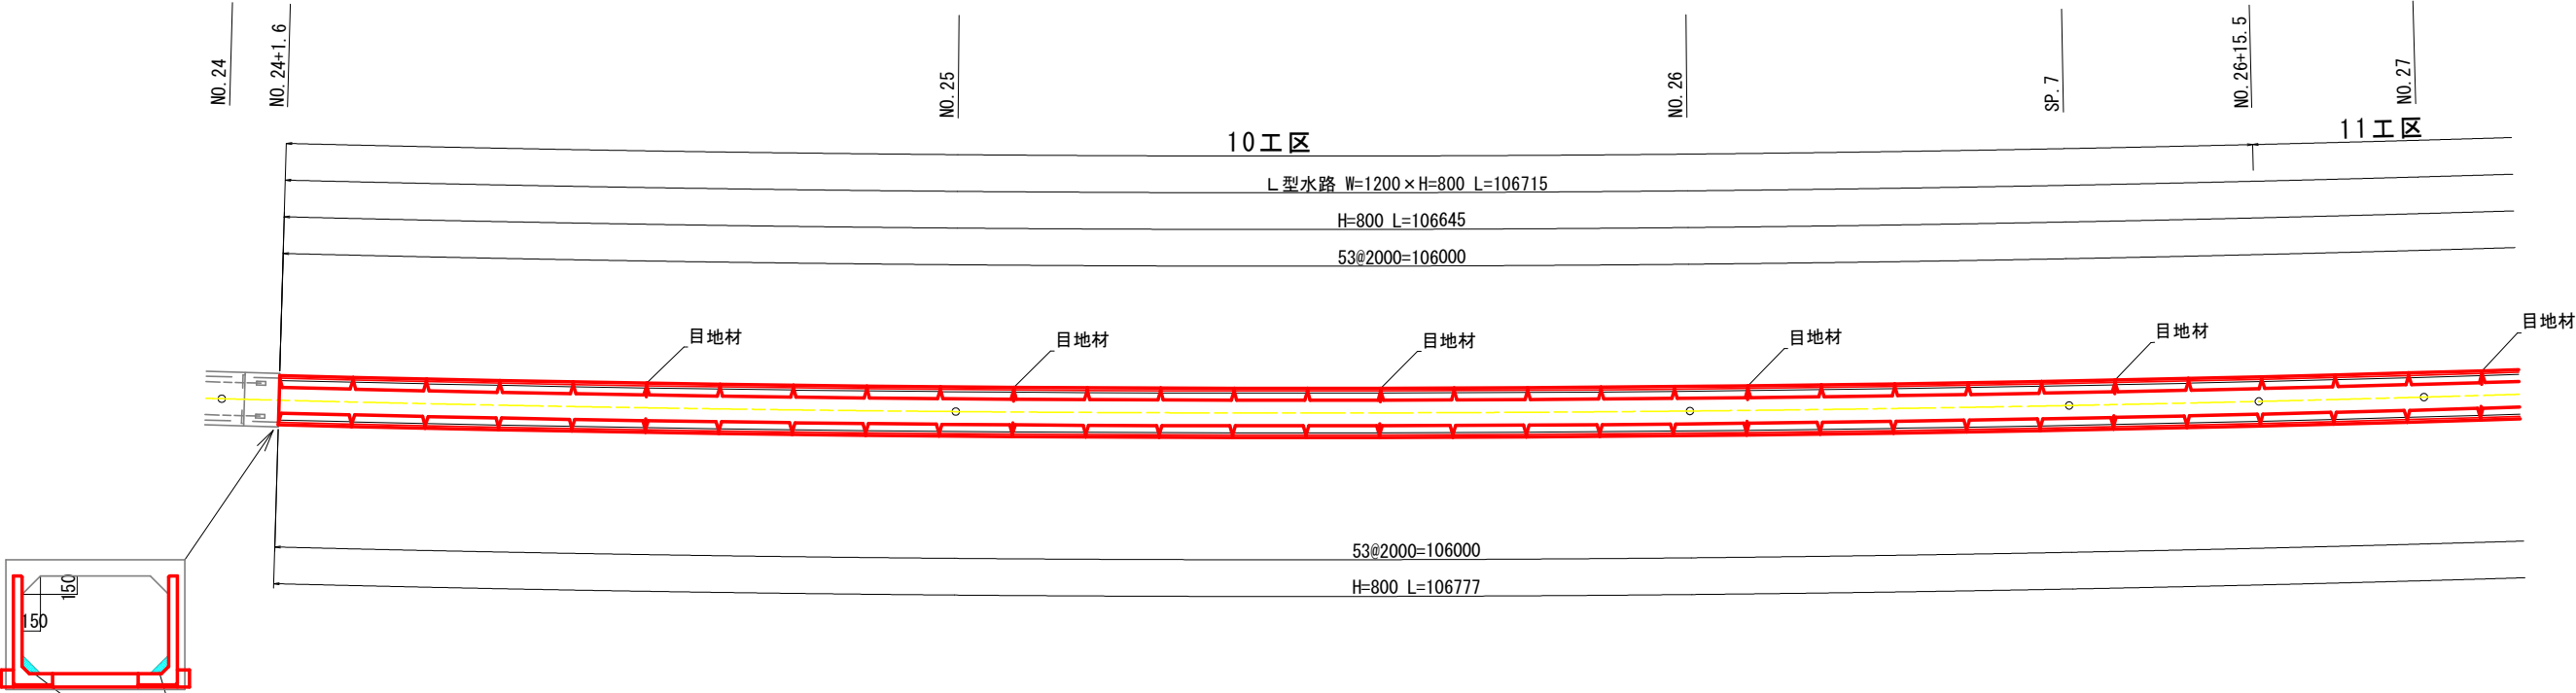 NO.24
NO.24+1.6
NO.25
NO.26
SP.7
NO.26+15.5
NO.27
10工区
11工区
L型水路 W=1200×H=800 L=106715
H=800 L=106645
53@2000=106000
目地材
目地材
目地材
目地材
目地材
目地材
53@2000=106000
H=800 L=106777
150
150